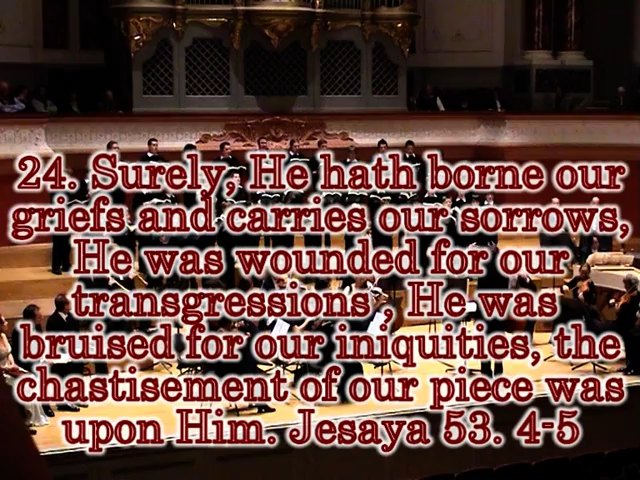 24. Surely, He hath borne our
griefs and carries our sorrows,
He was wounded for our
transgressions , He was
bruised for our iniquities, the
chastisement of our piece was
upon Him. Jesaya 53. 4-5